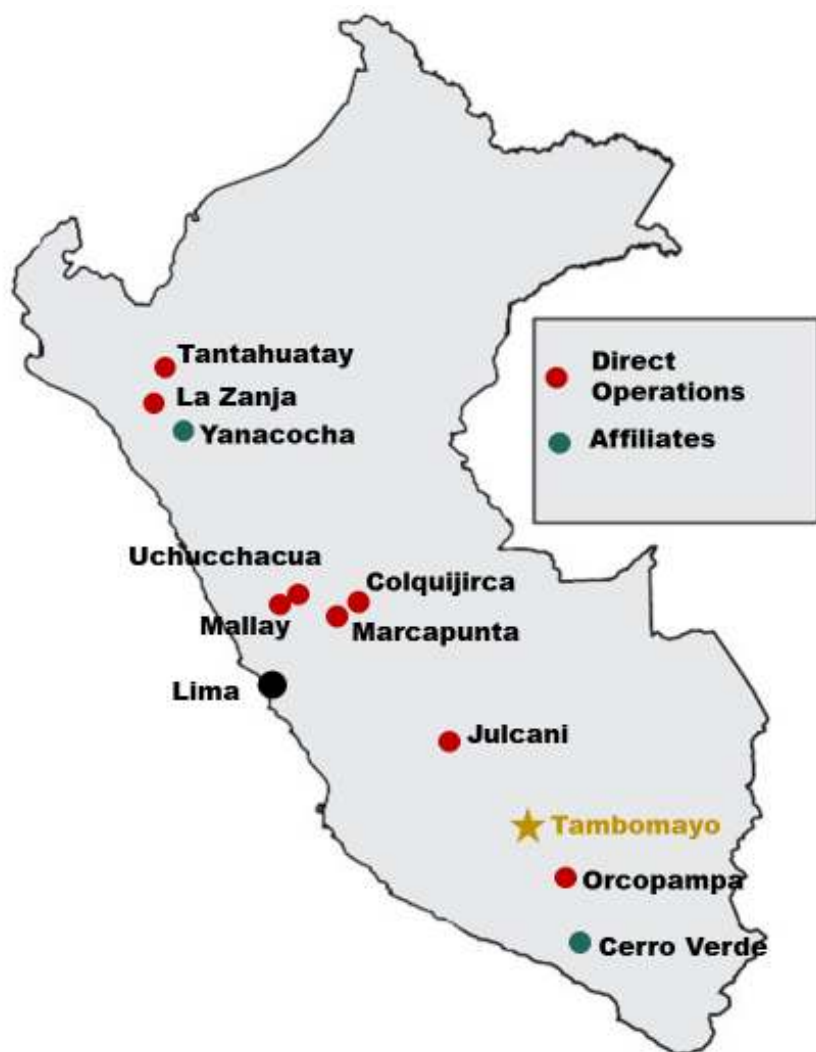 Tantahuatay
La Zanja
Yanacocha
Direct
Operations
Affiliates
Uchucchacua
Colquijirca
Mallay
Marcapunta
Lima
Julcani
Tambomayo
Orcopampa
Cerro Verde